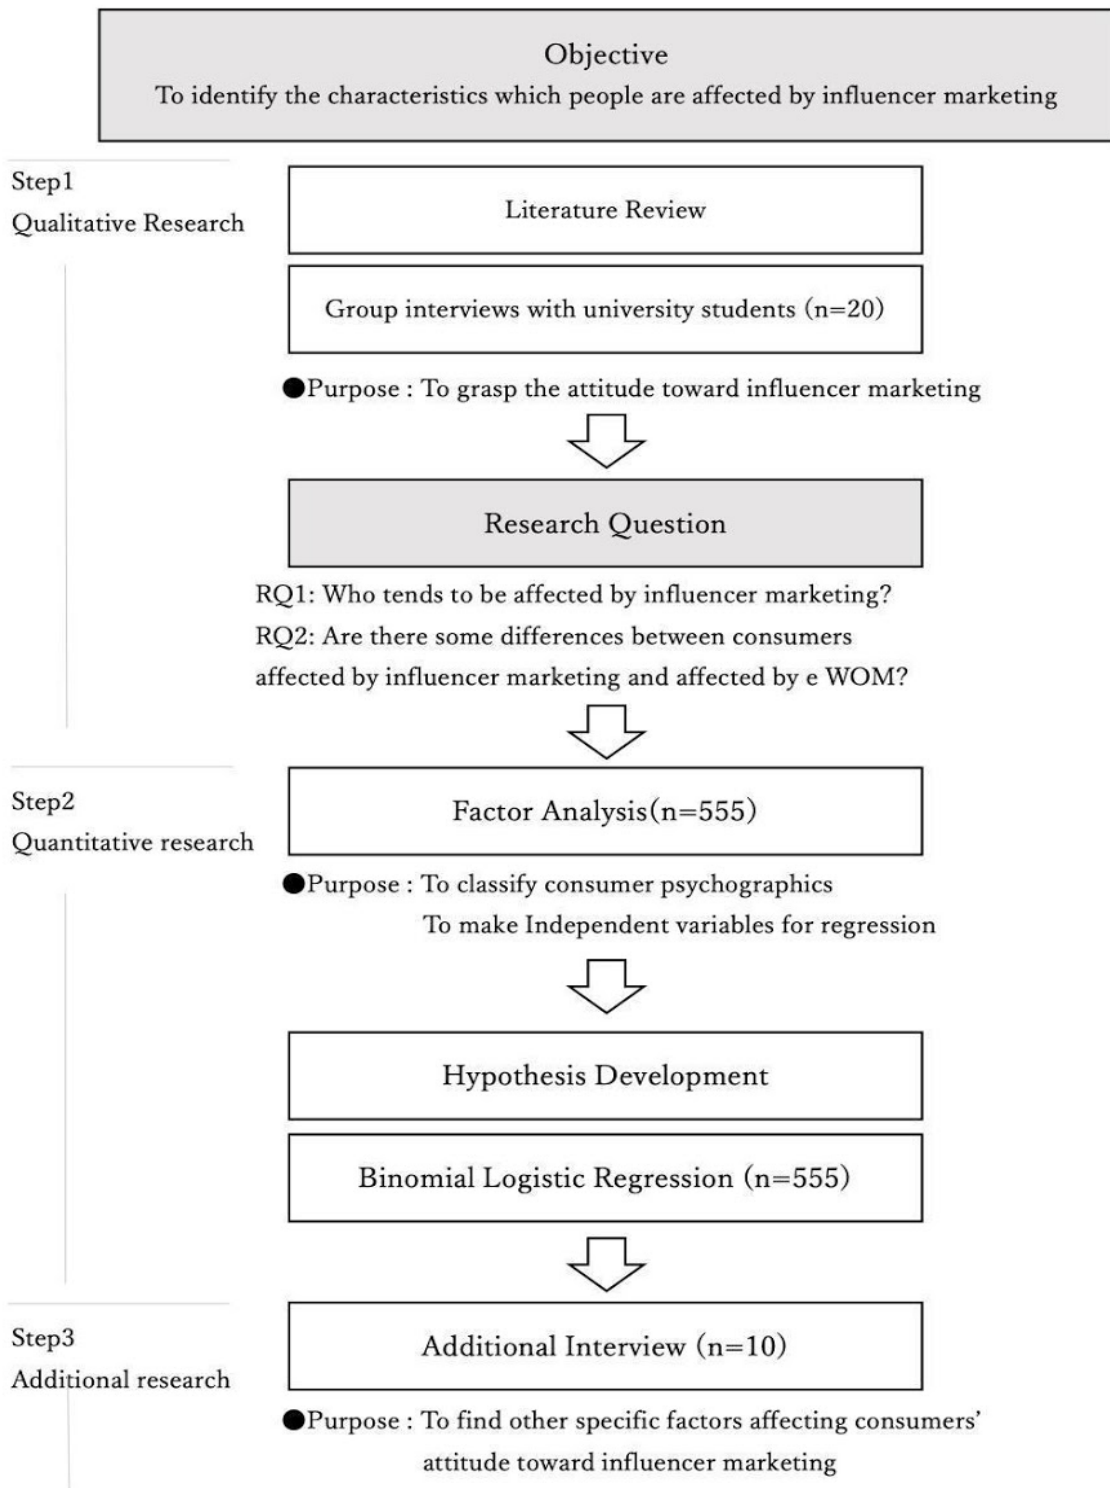 Objective
To identify the characteristics which people are affected by influencer marketing
Step1
Qualitative Research
Literature Review
Group interviews with university students (n=20)
●Purpose : To grasp the attitude toward influencer marketing
Research Question
RQ1: Who tends to be affected by influencer marketing?
RQ2: Are there some differences between consumers
affected by influencer marketing and affected by e WOM?
Step2
Quantitative research
Factor Analysis(n=555)
●Purpose : To classify consumer psychographics
To make Independent variables for regression
Hypothesis Development
Binomial Logistic Regression (n=555)
Step3
Additional research
Additional Interview (n=10)
●Purpose : To find other specific factors affecting consumers’
attitude toward influencer marketing